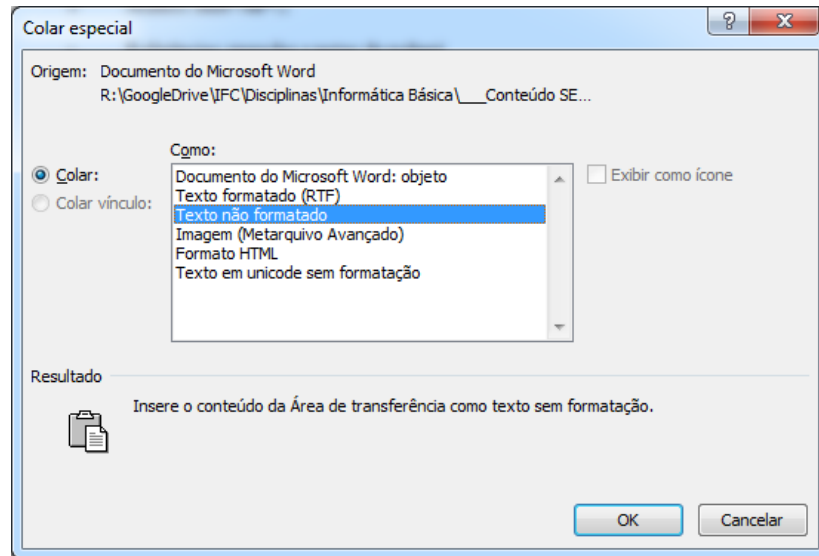 Colar especial
Origem: Documento do Microsoft Word
R:\GoogleDrive\IFC\Disciplinas\Informática Básica\___Conteúdo SE...
Como:
Colar:
Colar vínculo:
Documento do Microsoft Word: objeto
Texto formatado (RTF)
Texto não formatado
Imagem (Metarquivo Avançado)
Formato HTML
Texto em unicode sem formatação
Exibir como ícone
Resultado
Insere o conteúdo da Área de transferência como texto sem formatação.
OK
Cancelar